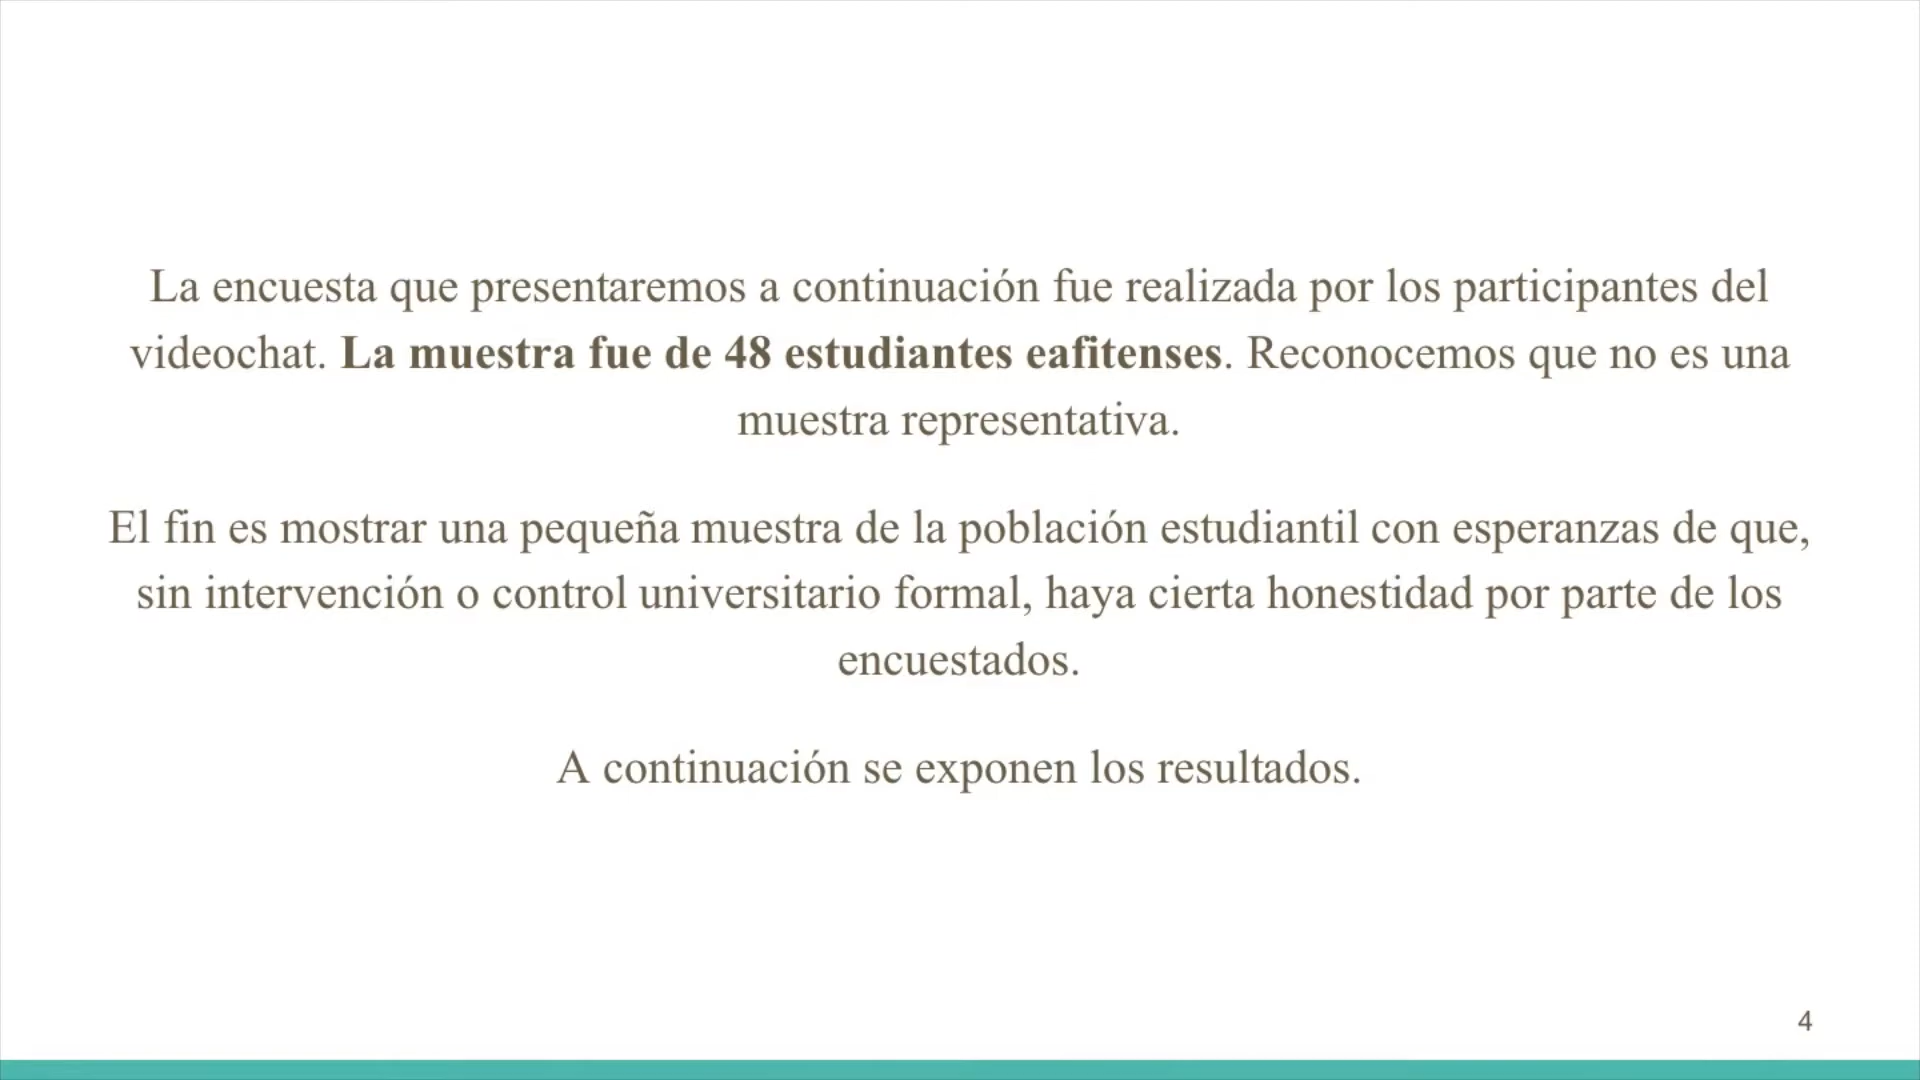 La encuesta que presentaremos a continuación fue realizada por los participantes del
videochat. La muestra fue de 48 estudiantes eafitenses. Reconocemos que no es una
muestra representativa.
El fin es mostrar una pequeña muestra de la población estudiantil con esperanzas de que,
sin intervención o control universitario formal, haya cierta honestidad por parte de los
encuestados.
A continuación se exponen los resultados.
4